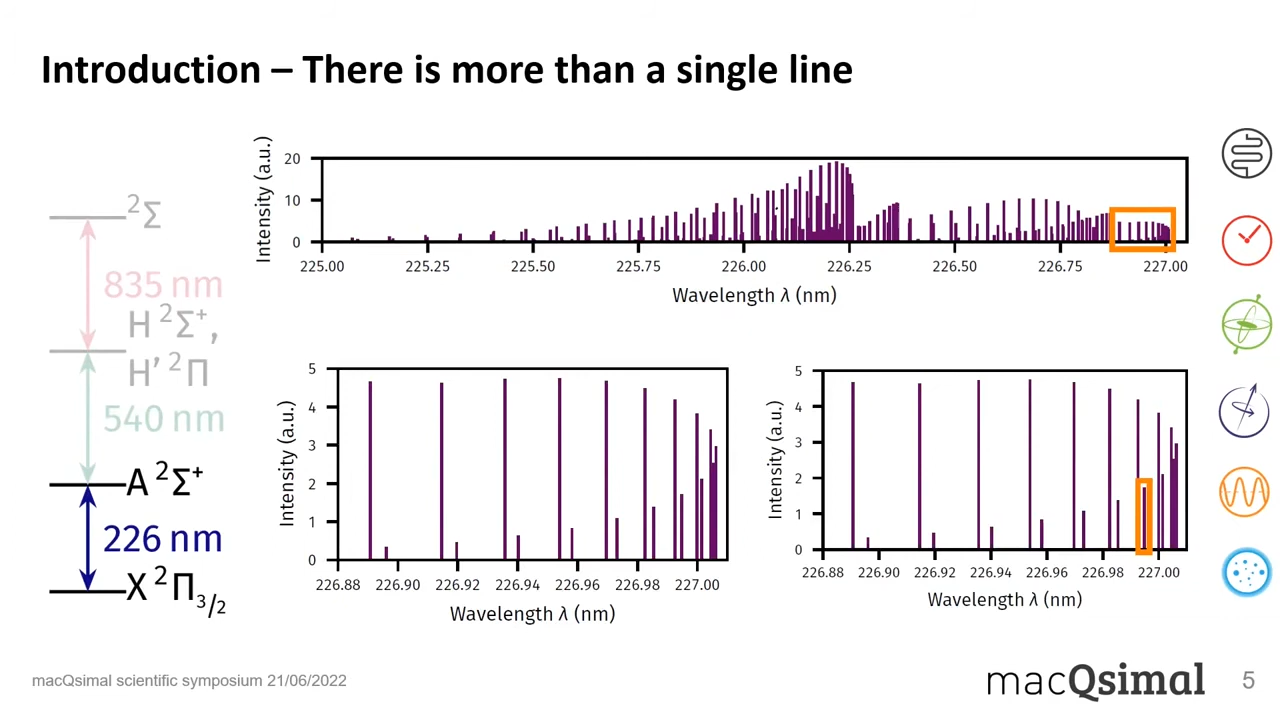 Introduction – There is more than a single line
²Σ
835 nm
H ²Σ⁺,
H′ ²Π
540 nm
A ²Σ⁺
226 nm
X ²Π₃/₂
Intensity (a.u.)
20
10
0
225.00 225.25 225.50 225.75 226.00 226.25 226.50 226.75 227.00
Wavelength λ (nm)
Intensity (a.u.)
5
4
3
2
1
0
226.88 226.90 226.92 226.94 226.96 226.98 227.00
Wavelength λ (nm)
Intensity (a.u.)
5
4
3
2
1
0
226.88 226.90 226.92 226.94 226.96 226.98 227.00
Wavelength λ (nm)
macQsimal scientific symposium 21/06/2022
macQsimal
5